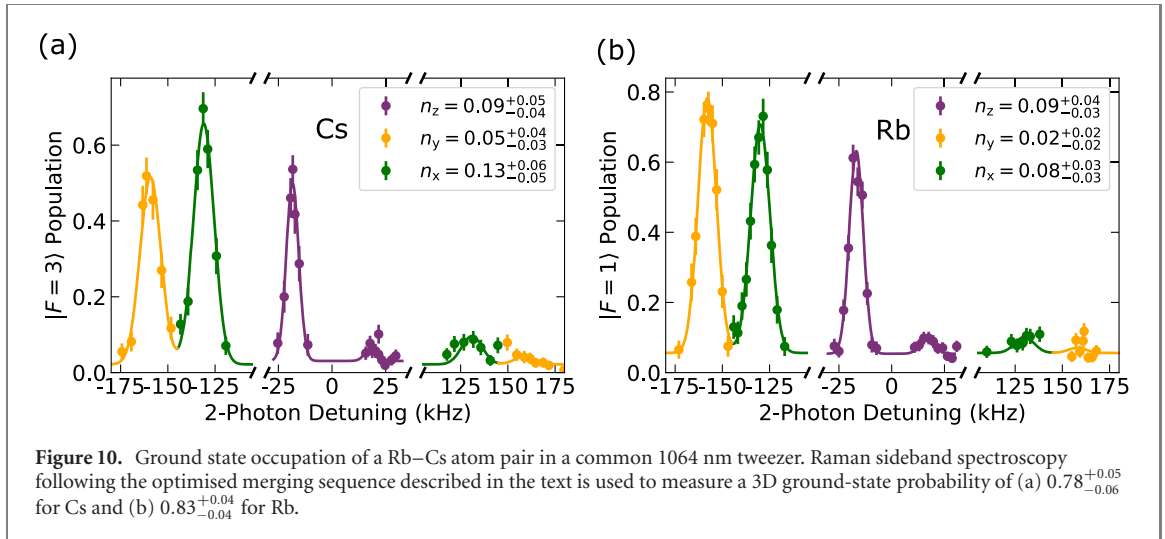 (a)
(b)
|F = 3⟩ Population
0.6
0.4
0.2
0.0
Cs
n_z = 0.09^{+0.05}_{-0.04}
n_y = 0.05^{+0.04}_{-0.03}
n_x = 0.13^{+0.06}_{-0.05}
-175 -150 -125 -25 0 25 125 150 175
2-Photon Detuning (kHz)
|F = 1⟩ Population
0.8
0.6
0.4
0.2
0.0
Rb
n_z = 0.09^{+0.04}_{-0.03}
n_y = 0.02^{+0.02}_{-0.02}
n_x = 0.08^{+0.03}_{-0.03}
-175 -150 -125 -25 0 25 125 150 175
2-Photon Detuning (kHz)
Figure 10. Ground state occupation of a Rb–Cs atom pair in a common 1064 nm tweezer. Raman sideband spectroscopy
following the optimised merging sequence described in the text is used to measure a 3D ground-state probability of (a) 0.78^{+0.05}_{−0.06}
for Cs and (b) 0.83^{+0.04}_{−0.04} for Rb.